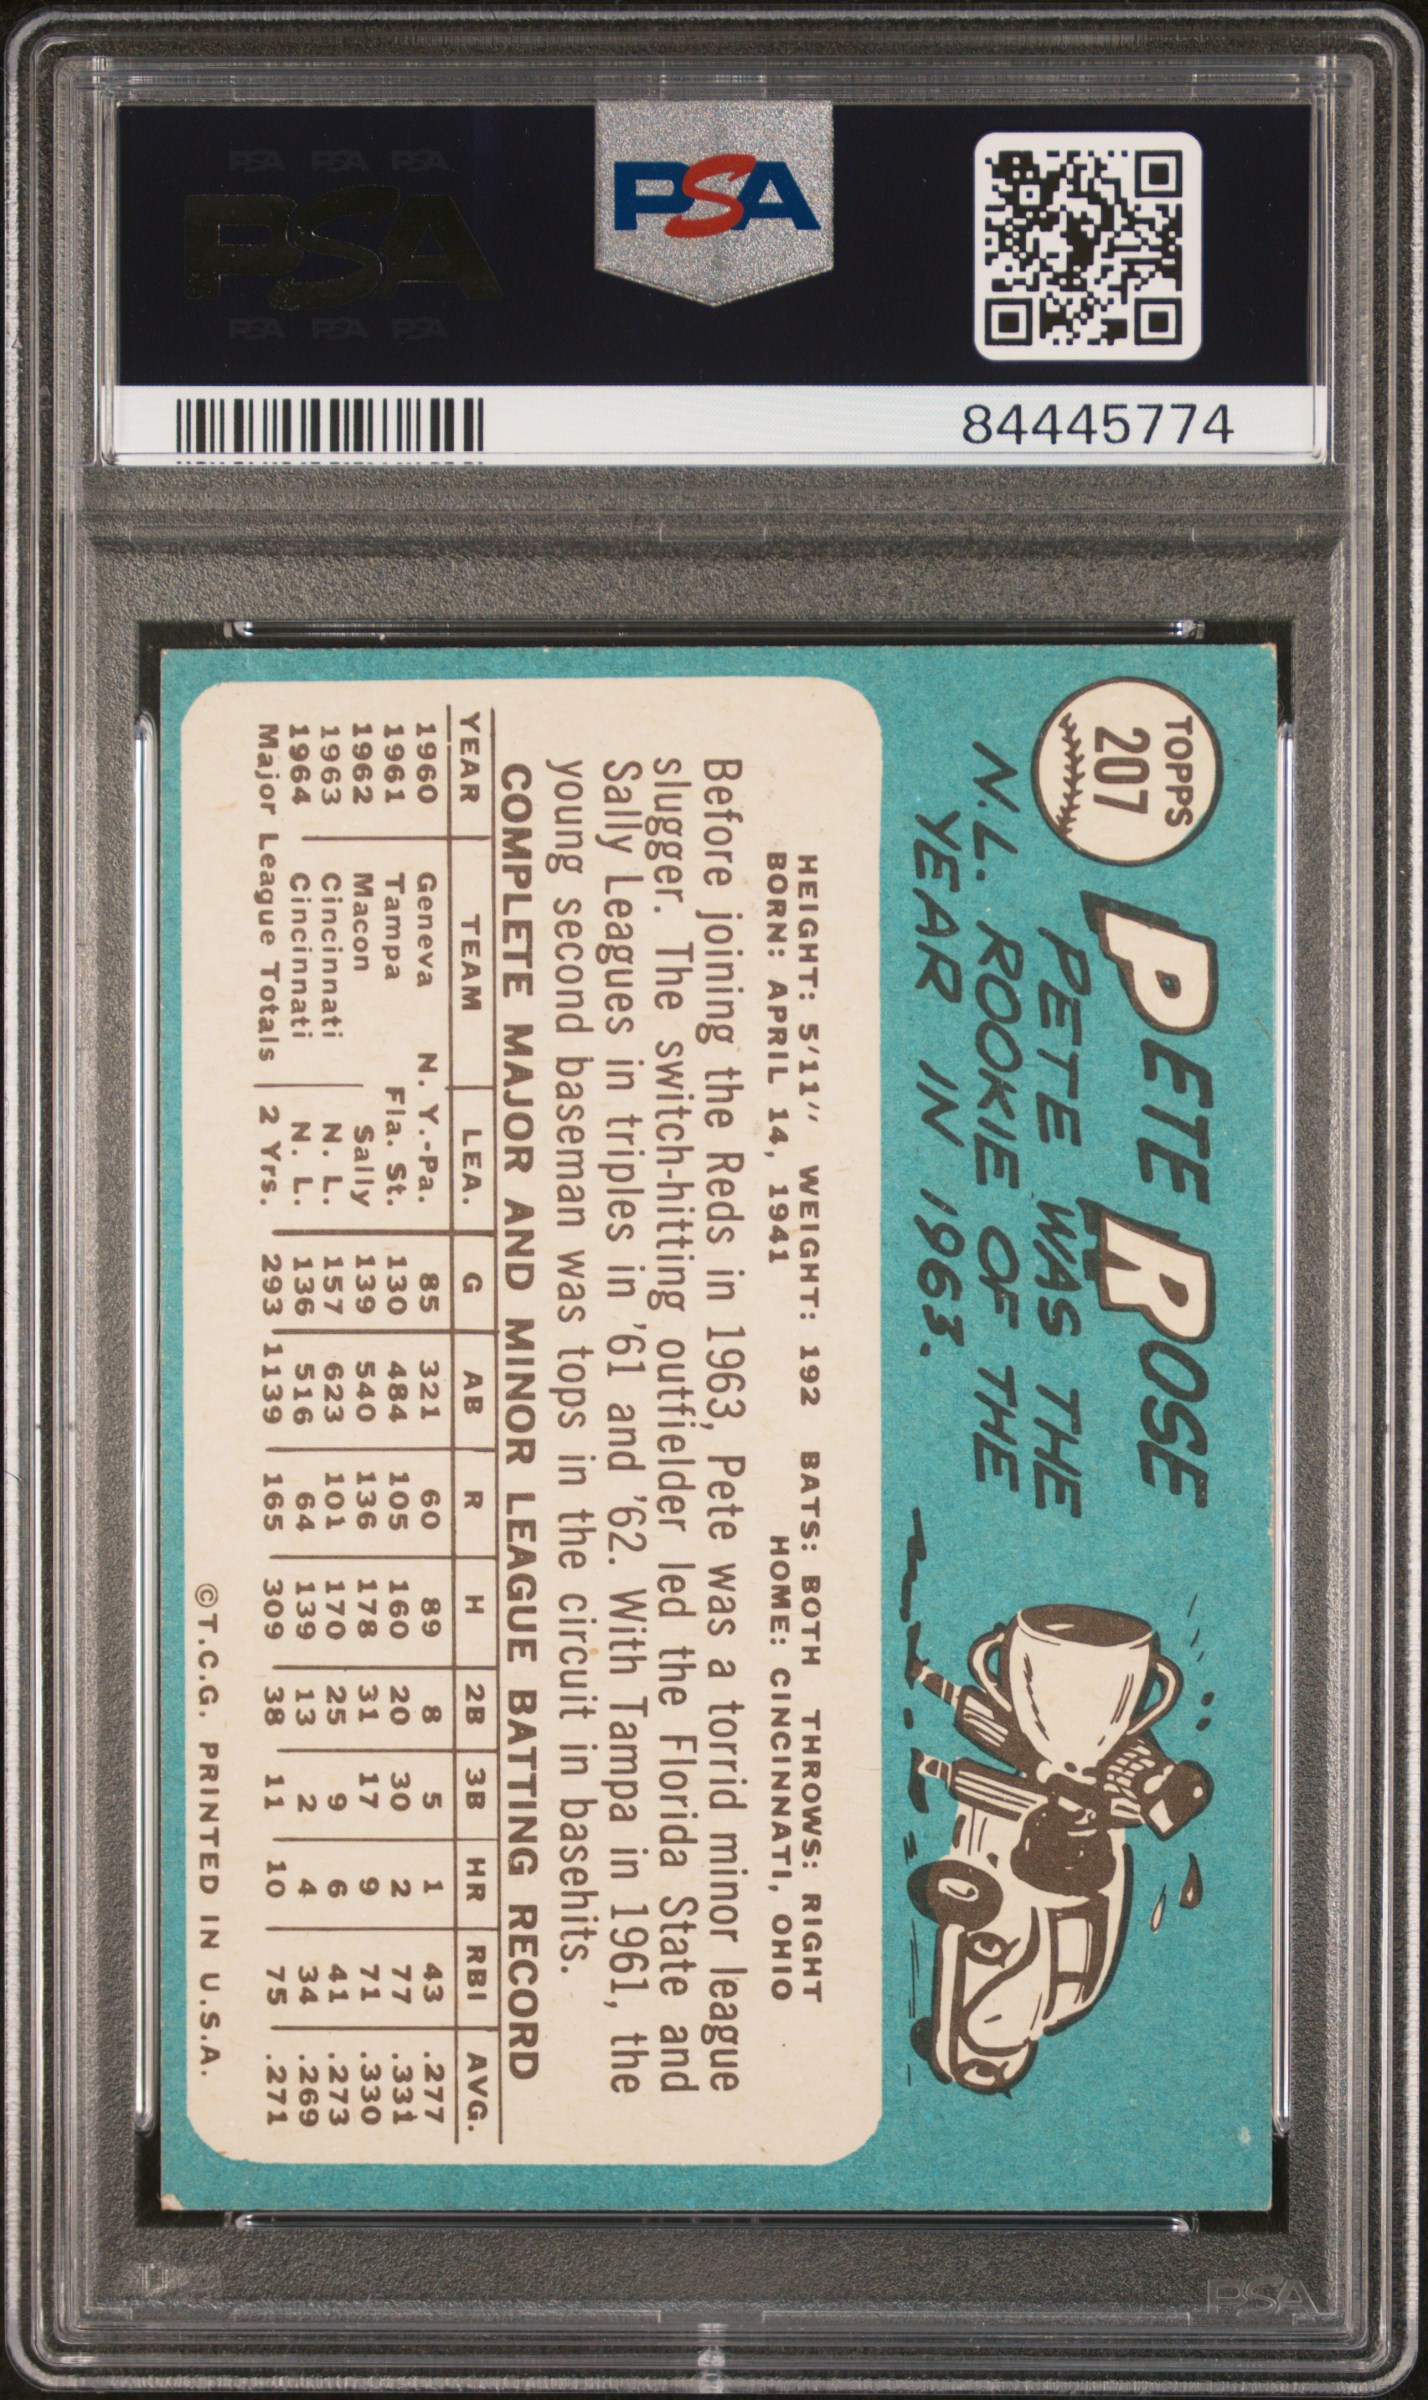 PSA PSA PSA
PSA
PSA PSA PSA
PSA
84445774
TOPPS
207
PETE ROSE
PETE WAS THE
N.L. ROOKIE OF THE
YEAR IN 1963.
HEIGHT: 5'11" WEIGHT: 192 BATS: BOTH THROWS: RIGHT
BORN: APRIL 14, 1941 HOME: CINCINNATI, OHIO
Before joining the Reds in 1963, Pete was a torrid minor league
slugger. The switch-hitting outfielder led the Florida State and
Sally Leagues in triples in '61 and '62. With Tampa in 1961, the
young second baseman was tops in the circuit in basehits.
COMPLETE MAJOR AND MINOR LEAGUE BATTING RECORD
YEAR TEAM LEA. G AB R H 2B 3B HR RBI AVG.
1960 Geneva N. Y.-Pa. 85 321 60 89 8 5 1 43 .277
1961 Tampa Fla. St. 130 484 105 160 20 30 2 77 .331
1962 Macon Sally 139 540 136 178 31 17 9 71 .330
1963 Cincinnati N. L. 157 623 101 170 25 9 6 41 .273
1964 Cincinnati N. L. 136 516 64 139 13 2 4 34 .269
Major League Totals 2 Yrs. 293 1139 165 309 38 11 10 75 .271
©T.C.G. PRINTED IN U.S.A.
PSA